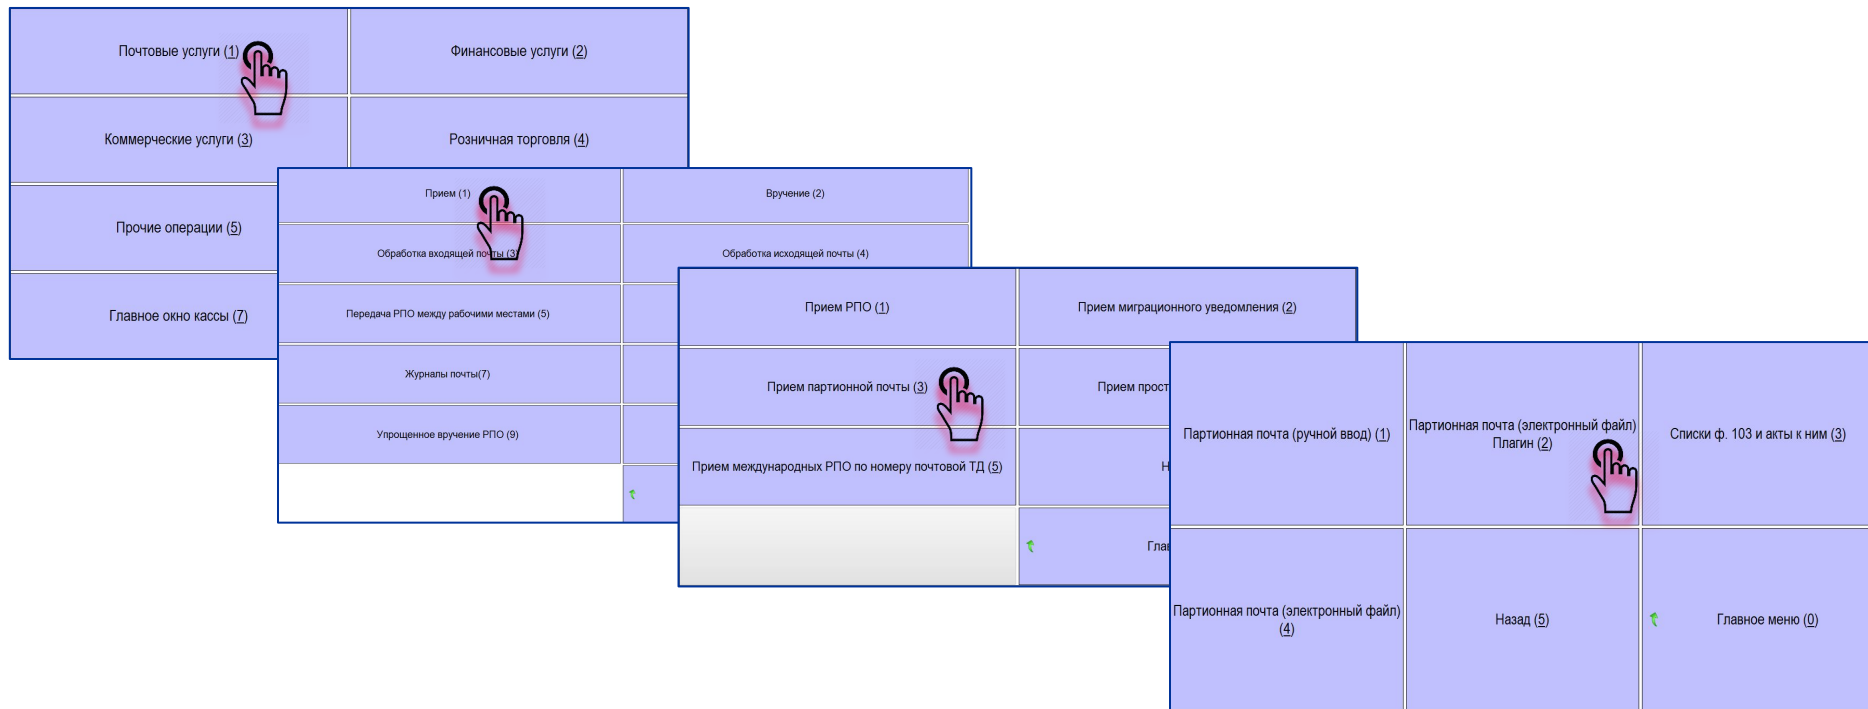 Почтовые услуги (1)
Финансовые услуги (2)
Коммерческие услуги (3)
Розничная торговля (4)
Прочие операции (5)
Главное окно кассы (7)
Прием (1)
Вручение (2)
Обработка входящей почты (3)
Обработка исходящей почты (4)
Передача РПО между рабочими местами (5)
Журналы почты(7)
Упрощенное вручение РПО (9)
Прием РПО (1)
Прием миграционного уведомления (2)
Прием партионной почты (3)
Прием прост
Прием международных РПО по номеру почтовой ТД (5)
Н
Глав
Партионная почта (ручной ввод) (1)
Партионная почта (электронный файл)
Плагин (2)
Списки ф. 103 и акты к ним (3)
Партионная почта (электронный файл)
(4)
Назад (5)
Главное меню (0)